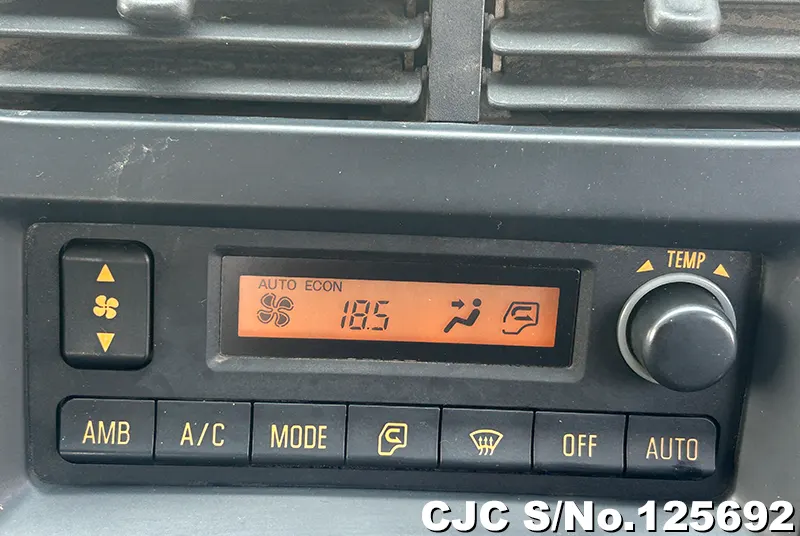 TEMP
AUTO ECON
18.5
AMB A/C MODE OFF AUTO
CJC S/No.125692